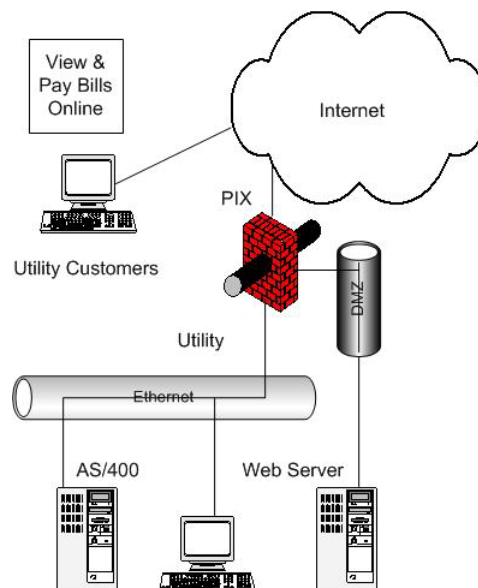 View &
Pay Bills
Online
Internet
PIX
Utility Customers
DMZ
Utility
Ethernet
AS/400
Web Server